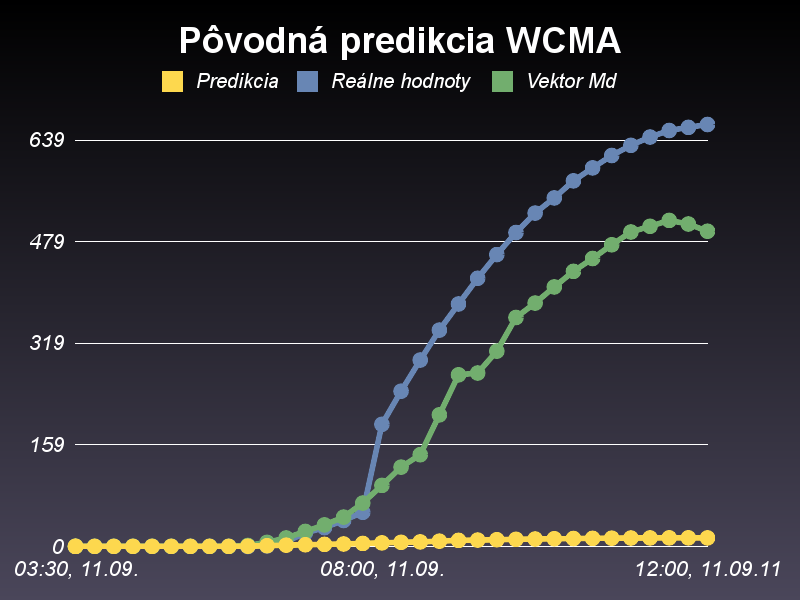 Pôvodná predikcia WCMA
Predikcia Reálne hodnoty Vektor Md
639
479
319
159
0
03:30, 11.09. 08:00, 11.09. 12:00, 11.09.11